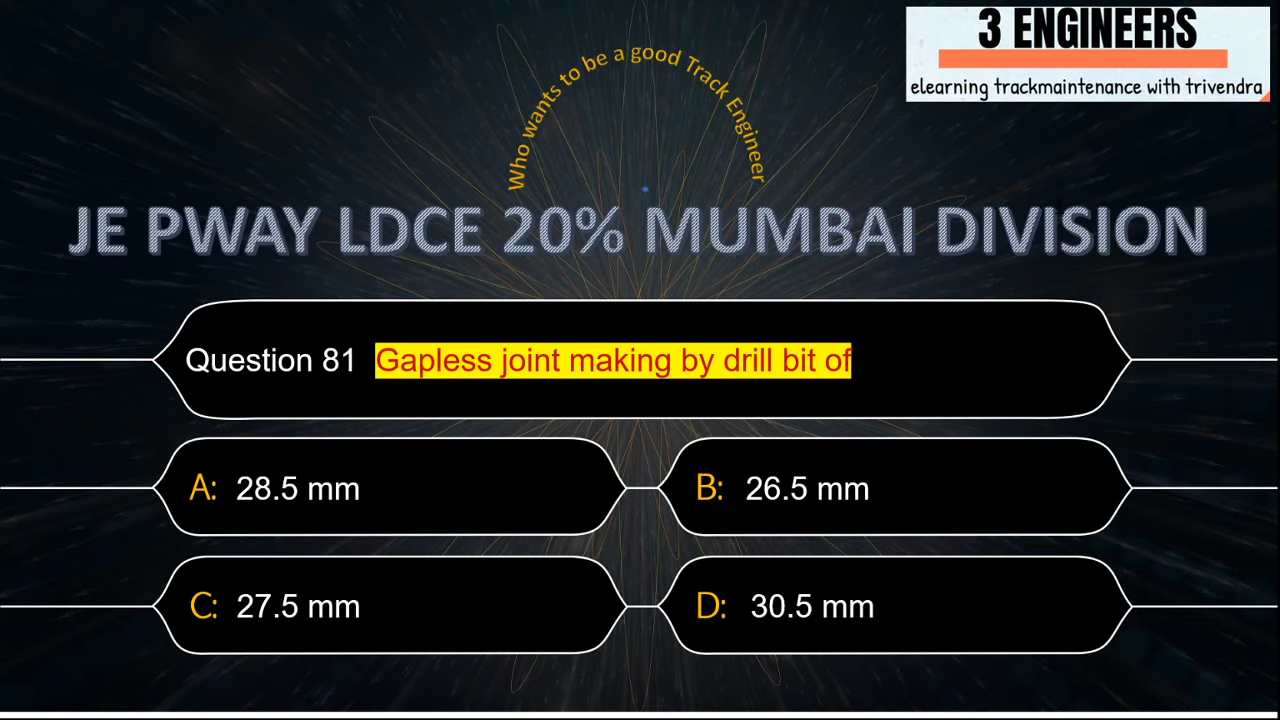 3 ENGINEERS
elearning trackmaintenance with trivendra
Who wants to be a good Track Engineer
JE PWAY LDCE 20% MUMBAI DIVISION
Question 81 Gapless joint making by drill bit of
A: 28.5 mm
B: 26.5 mm
C: 27.5 mm
D: 30.5 mm